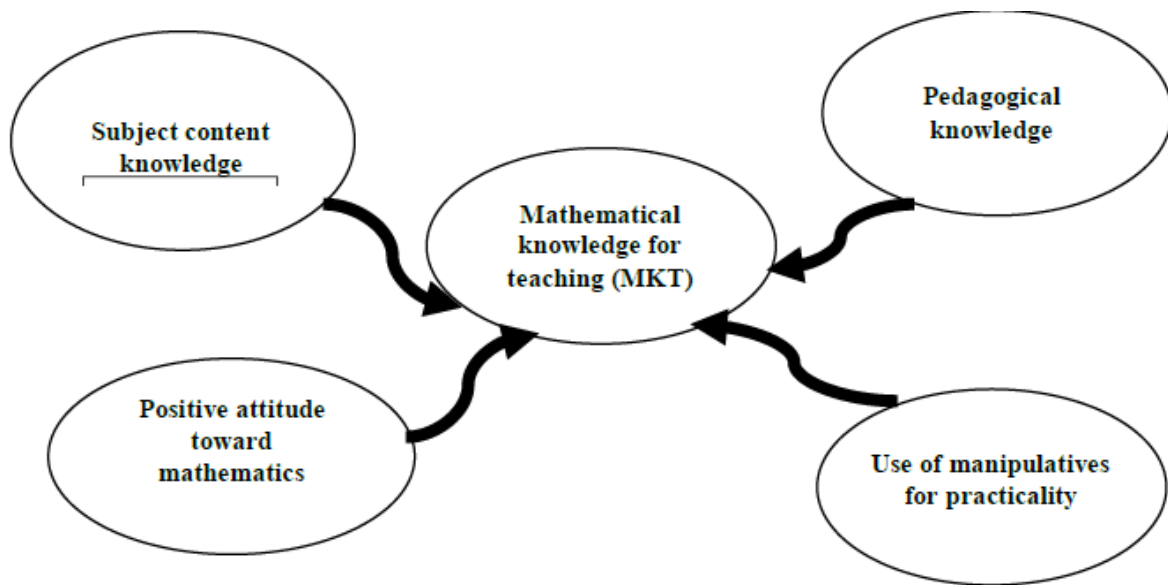 Subject content
knowledge
Pedagogical
knowledge
Mathematical
knowledge for
teaching (MKT)
Positive attitude
toward
mathematics
Use of manipulatives
for practicality